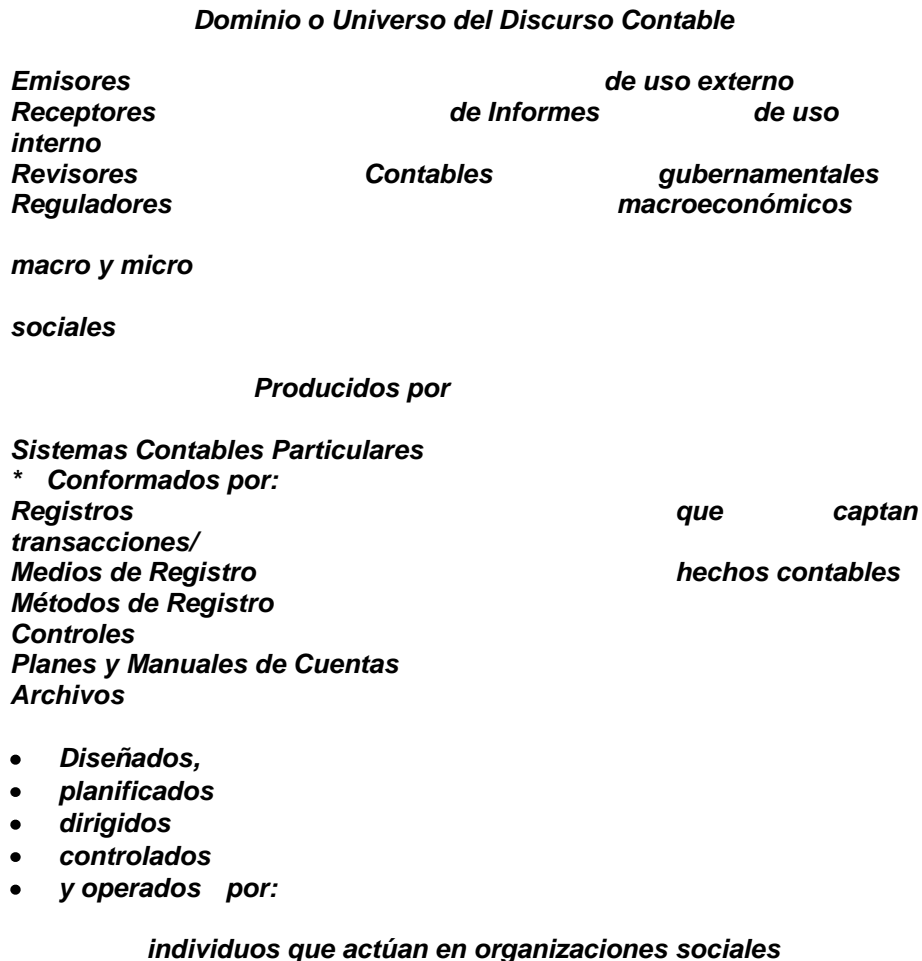 Dominio o Universo del Discurso Contable
Emisores de uso externo
Receptores de Informes de uso
interno
Revisores Contables gubernamentales
Reguladores macroeconómicos
macro y micro
sociales
Producidos por
Sistemas Contables Particulares
* Conformados por:
Registros que captan
transacciones/
Medios de Registro hechos contables
Métodos de Registro
Controles
Planes y Manuales de Cuentas
Archivos
• Diseñados,
• planificados
• dirigidos
• controlados
• y operados por:
individuos que actúan en organizaciones sociales